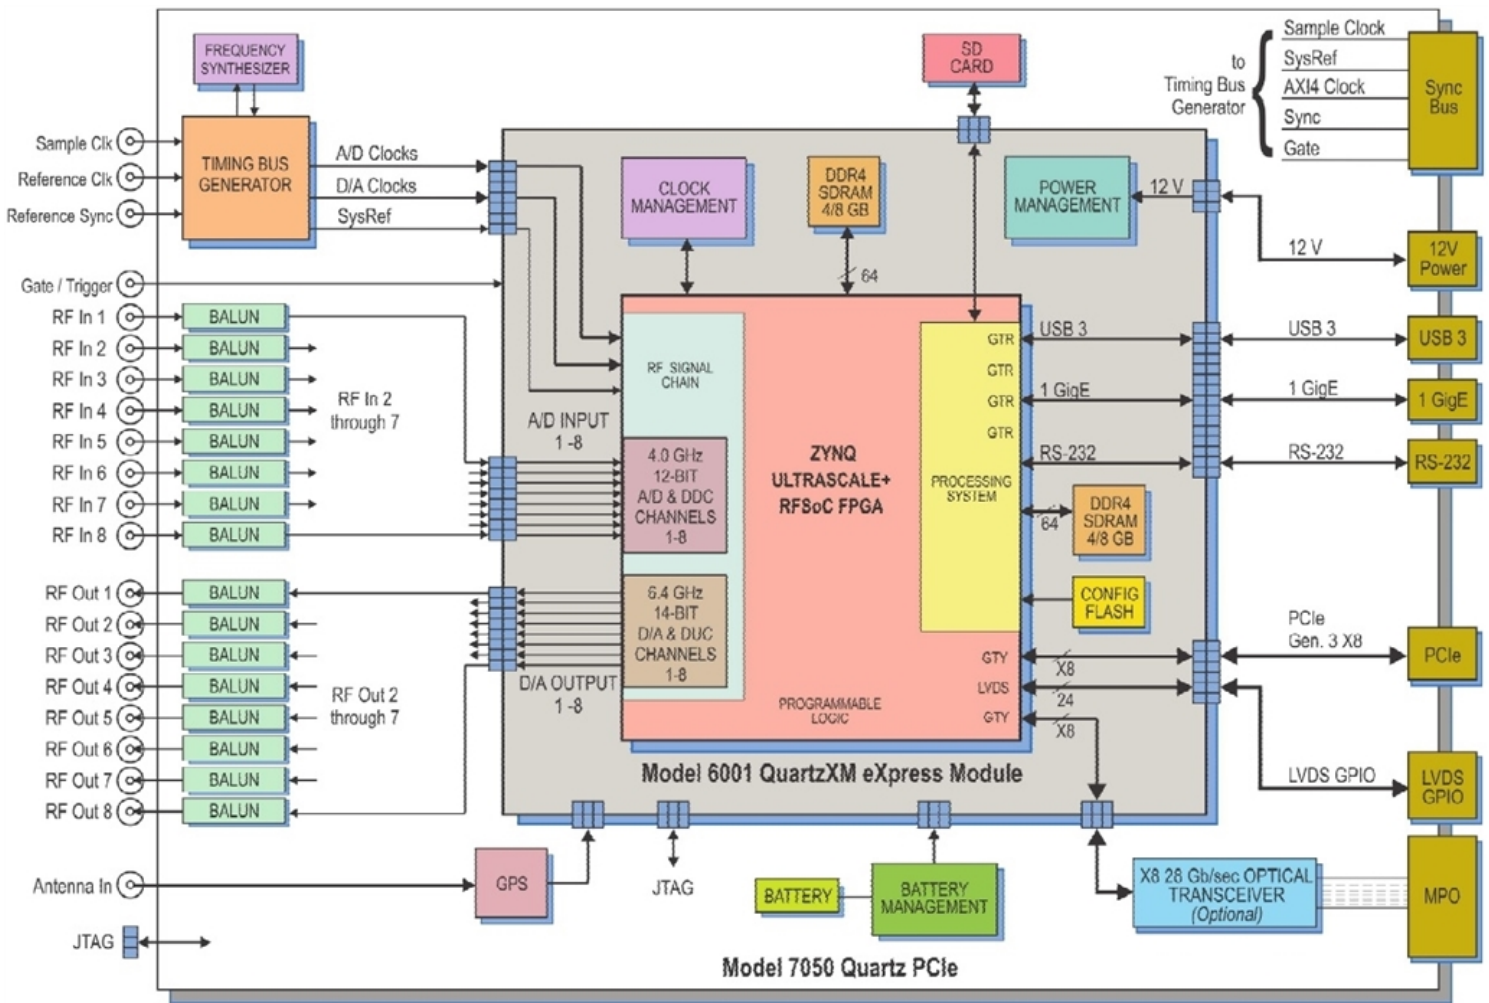 FREQUENCY
SYNTHESIZER
SD
CARD
to
Timing Bus
Generator
Sample Clock
SysRef
AXI4 Clock
Sync
Gate
Sync
Bus
Sample Clk
Reference Clk
Reference Sync
TIMING BUS
GENERATOR
A/D Clocks
D/A Clocks
SysRef
CLOCK
MANAGEMENT
DDR4
SDRAM
4/8 GB
64
POWER
MANAGEMENT
12 V
12 V
12V
Power
Gate / Trigger
RF In 1
BALUN
RF In 2
BALUN
RF In 3
BALUN
RF In 4
BALUN
RF In 5
BALUN
RF In 6
BALUN
RF In 7
BALUN
RF In 8
BALUN
RF In 2
through 7
A/D INPUT
1 -8
RF SIGNAL
CHAIN
4.0 GHz
12-BIT
A/D & DDC
CHANNELS
1-8
6.4 GHz
14-BIT
D/A & DUC
CHANNELS
1-8
ZYNQ
ULTRASCALE+
RFSoC FPGA
PROCESSING
SYSTEM
GTR
GTR
GTR
GTR
USB 3
1 GigE
RS-232
USB 3
1 GigE
RS-232
USB 3
1 GigE
RS-232
64
DDR4
SDRAM
4/8 GB
CONFIG
FLASH
RF Out 1
BALUN
RF Out 2
BALUN
RF Out 3
BALUN
RF Out 4
BALUN
RF Out 5
BALUN
RF Out 6
BALUN
RF Out 7
BALUN
RF Out 8
BALUN
RF Out 2
through 7
D/A OUTPUT
1 -8
PROGRAMMABLE
LOGIC
GTY
X8
LVDS
24
GTY
X8
PCIe
Gen. 3 X8
PCIe
LVDS GPIO
LVDS
GPIO
Model 6001 QuartzXM eXpress Module
Antenna In
GPS
JTAG
BATTERY
BATTERY
MANAGEMENT
X8 28 Gb/sec OPTICAL
TRANSCEIVER
(Optional)
MPO
JTAG
Model 7050 Quartz PCIe